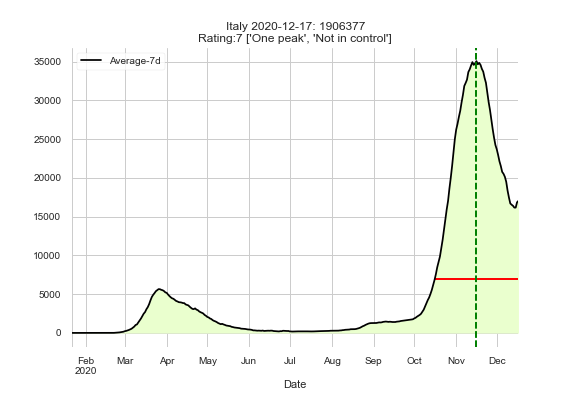 Italy 2020-12-17: 1906377
Rating:7 ['One peak', 'Not in control']
Average-7d
35000
30000
25000
20000
15000
10000
5000
0
Feb Mar Apr May Jun Jul Aug Sep Oct Nov Dec
2020
Date